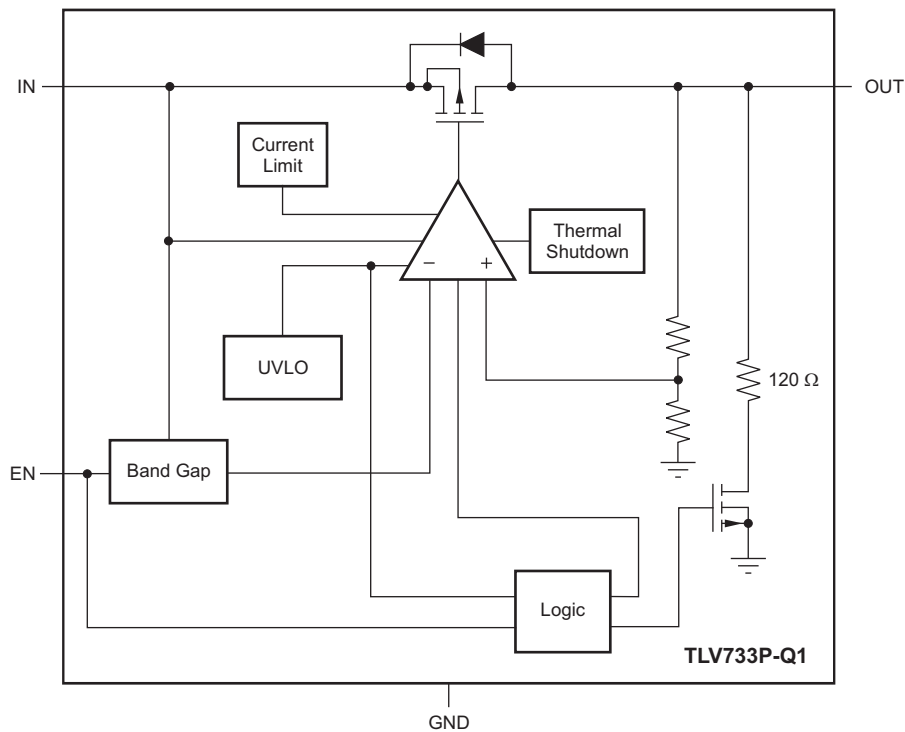 IN
OUT
Current
Limit
Thermal
Shutdown
− +
UVLO
120 Ω
EN
Band Gap
Logic
TLV733P-Q1
GND